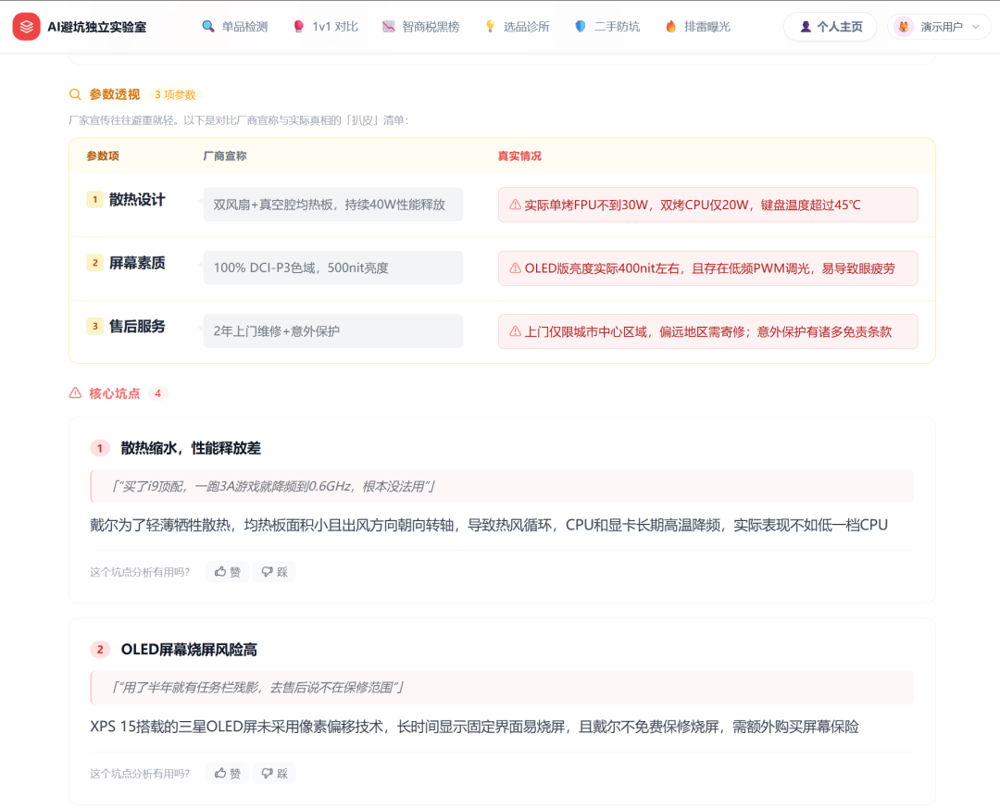 AI避坑独立实验室 单品检测 1v1 对比 智商税黑榜 选品诊所 二手防坑 排雷曝光 个人主页 演示用户
参数透视 3 项参数
厂家宣传往往避重就轻。以下是对比厂商宣称与实际真相的「扒皮」清单：
参数项 厂商宣称 真实情况
1 散热设计 双风扇+真空腔均热板，持续40W性能释放 实际单烤FPU不到30W，双烤CPU仅20W，键盘温度超过45℃
2 屏幕素质 100% DCI-P3色域，500nit亮度 OLED版亮度实际400nit左右，且存在低频PWM调光，易导致眼疲劳
3 售后服务 2年上门维修+意外保护 上门仅限城市中心区域，偏远地区需寄修；意外保护有诸多免责条款
核心坑点 4
1 散热缩水，性能释放差
「“买了i9顶配，一跑3A游戏就降频到0.6GHz，根本没法用”」
戴尔为了轻薄牺牲散热，均热板面积小且出风方向朝向转轴，导致热风循环，CPU和显卡长期高温降频，实际表现不如低一档CPU
这个坑点分析有用吗? 赞 踩
2 OLED屏幕烧屏风险高
「“用了半年就有任务栏残影，去售后说不在保修范围”」
XPS 15搭载的三星OLED屏未采用像素偏移技术，长时间显示固定界面易烧屏，且戴尔不免费保修烧屏，需额外购买屏幕保险
这个坑点分析有用吗? 赞 踩